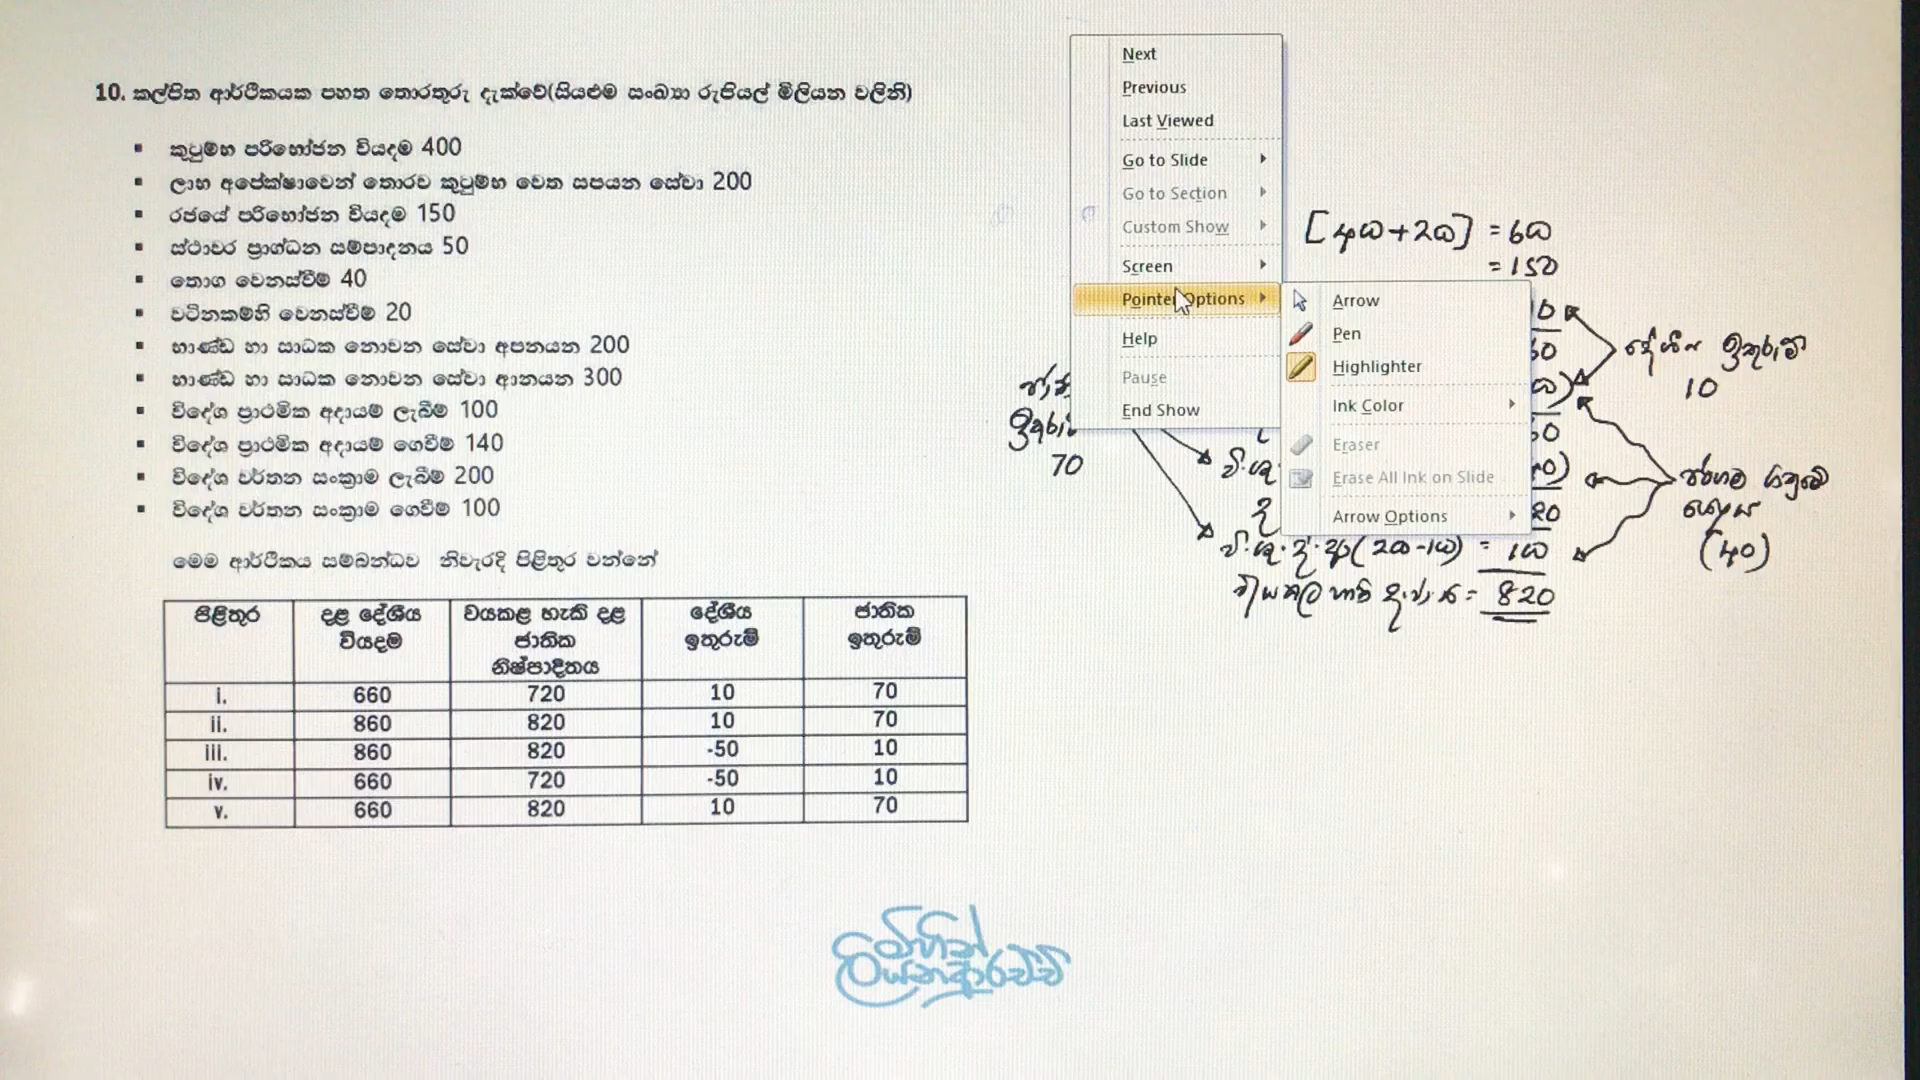 10. කල්පිත ආර්ථිකයක පහත තොරතුරු දැක්වේ(සියළුම සංඛ්‍යා රුපියල් මිලියන වලිනි)
▪ කුටුම්භ පරිභෝජන වියදම 400
▪ ලාභ අපේක්ෂාවෙන් තොරව කුටුම්භ වෙත සපයන සේවා 200
▪ රජයේ පරිභෝජන වියදම 150
▪ ස්ථාවර ප්‍රාග්ධන සම්පාදනය 50
▪ තොග වෙනස්වීම් 40
▪ වටිනකම්හි වෙනස්වීම් 20
▪ භාණ්ඩ හා සාධක නොවන සේවා අපනයන 200
▪ භාණ්ඩ හා සාධක නොවන සේවා ආනයන 300
▪ විදේශ ප්‍රාථමික අදායම් ලැබීම් 100
▪ විදේශ ප්‍රාථමික අදායම් ගෙවීම් 140
▪ විදේශ වර්තන සංක්‍රාම ලැබීම් 200
▪ විදේශ වර්තන සංක්‍රාම ගෙවීම් 100
මෙම ආර්ථිකය සම්බන්ධව නිවැරදි පිළිතුර වන්නේ
පිළිතුර දළ දේශීය වියදම වයකළ හැකි දළ ජාතික නිෂ්පාදිතය දේශීය ඉතුරුම් ජාතික ඉතුරුම්
i. 660 720 10 70
ii. 860 820 10 70
iii. 860 820 -50 10
iv. 660 720 -50 10
v. 660 820 10 70
Next
Previous
Last Viewed
Go to Slide
Go to Section
Custom Show
Screen
Pointer Options
Help
Pause
End Show
Arrow
Pen
Highlighter
Ink Color
Eraser
Erase All Ink on Slide
Arrow Options
= 150
දේශීය ඉතුරුම්
10
70
(40)
= 820
මිහින් ලියනආරච්චි